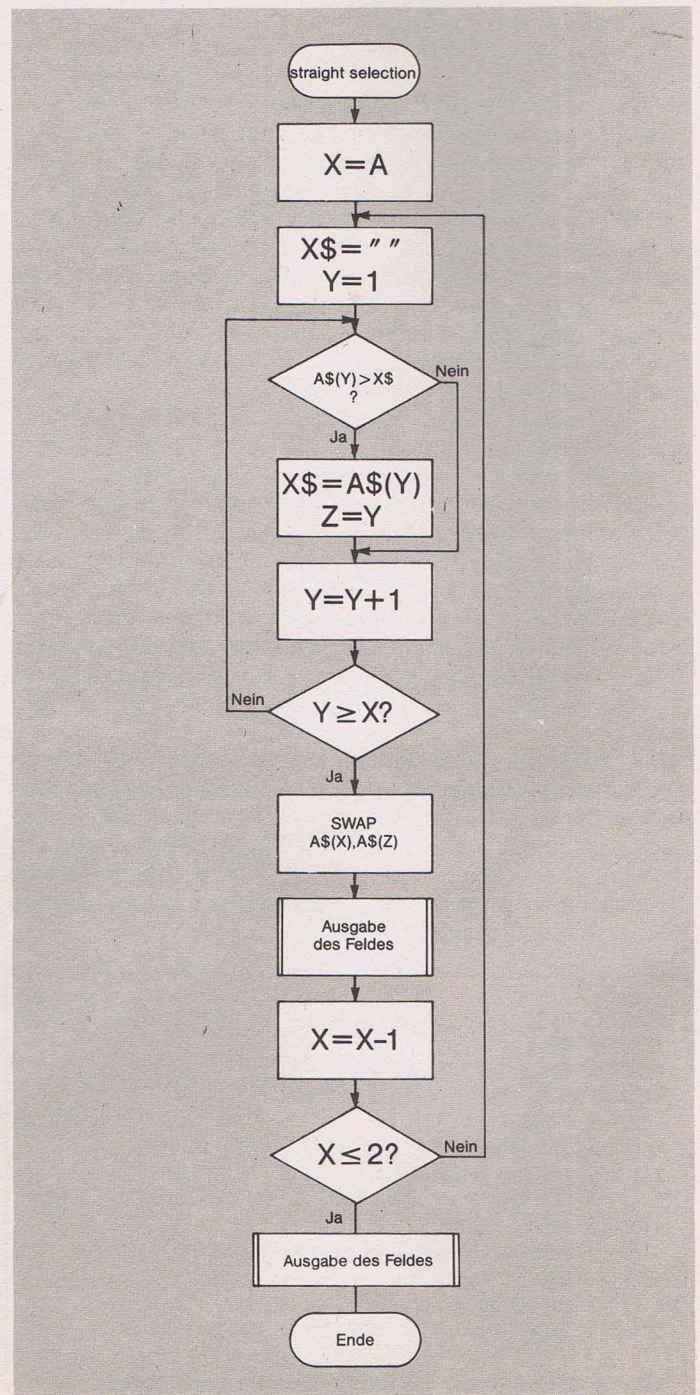 straight selection
X=A
X$=" "
Y=1
A$(Y)>X$
?
Nein
Ja
X$=A$(Y)
Z=Y
Y=Y+1
Y≥X?
Nein
Ja
SWAP
A$(X),A$(Z)
Ausgabe
des Feldes
X=X–1
X≤2?
Nein
Ja
Ausgabe des Feldes
Ende